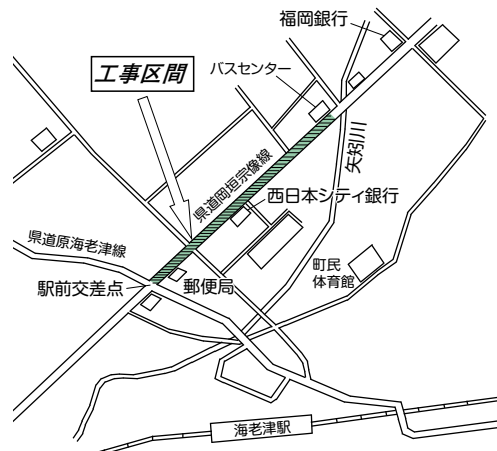 福岡銀行
工事区間
バスセンター
矢矧川
県道岡垣宗像線
西日本シティ銀行
県道原海老津線
町民
体育館
駅前交差点
郵便局
海老津駅